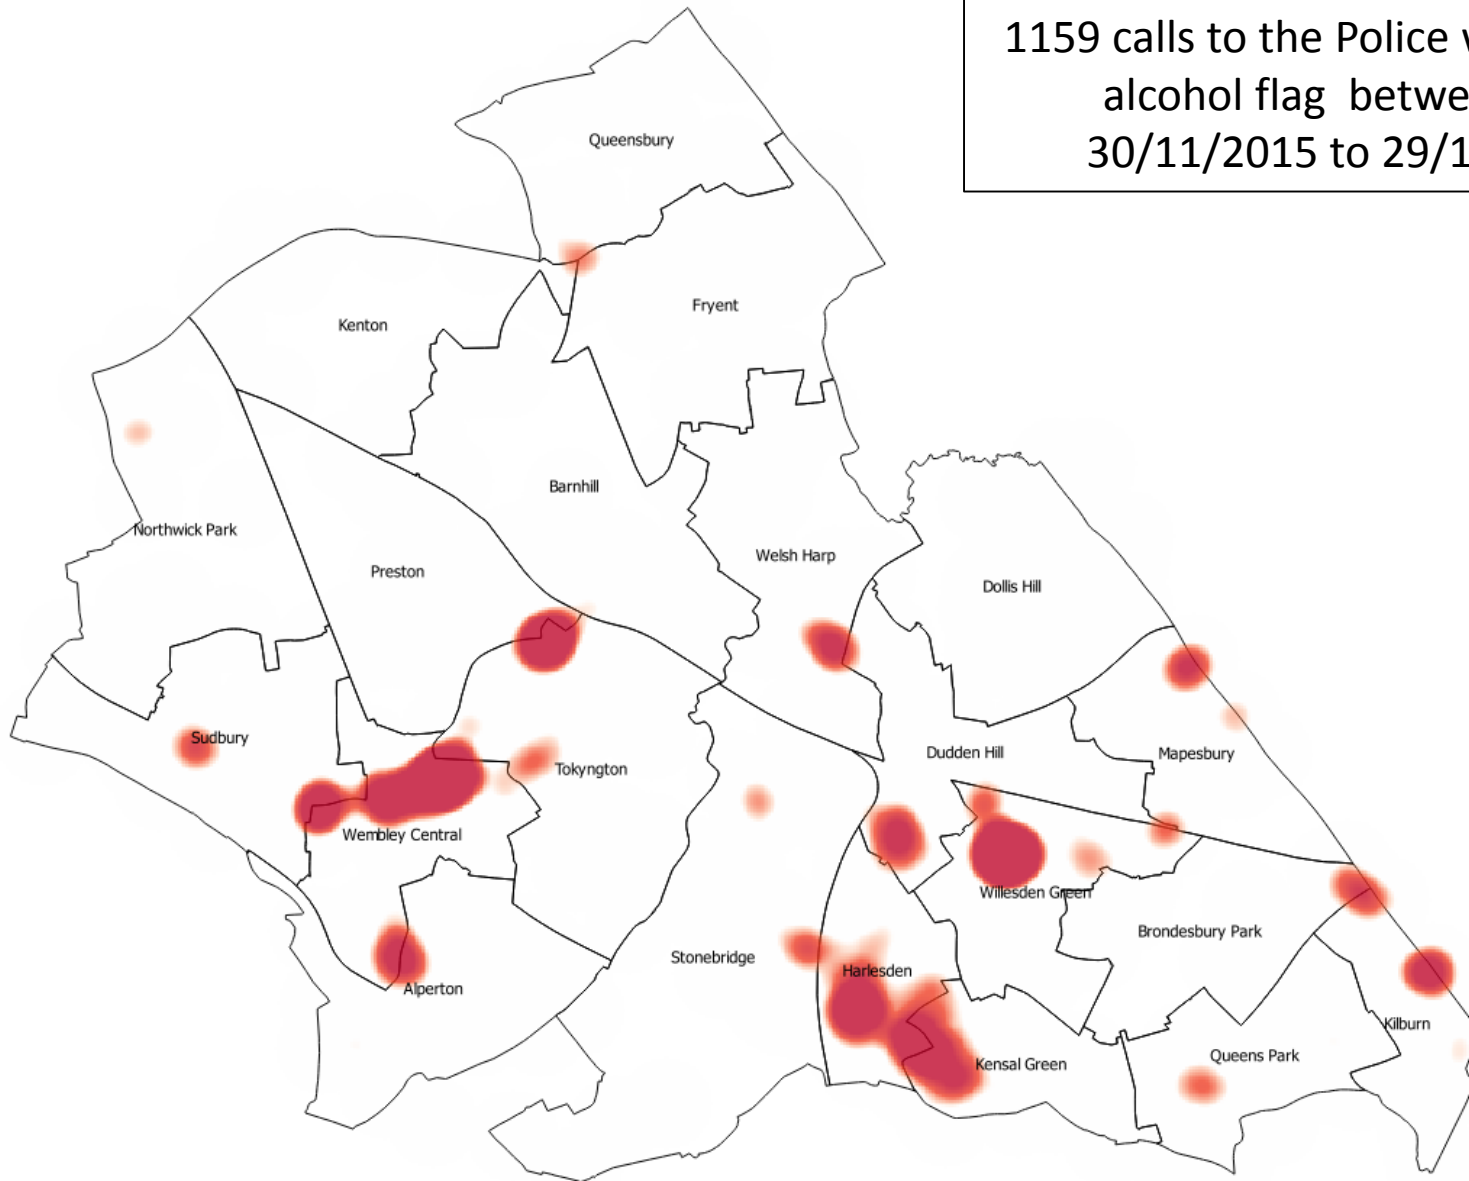 1159 calls to the Police
alcohol flag betwe
30/11/2015 to 29/1
Queensbury
Fryent
Kenton
Barnhill
Northwick Park
Welsh Harp
Preston
Dollis Hill
Sudbury
Dudden Hill
Mapesbury
Tokyngton
Wembley Central
Willesden Green
Brondesbury Park
Stonebridge
Harlesden
Alperton
Kilburn
Queens Park
Kensal Green